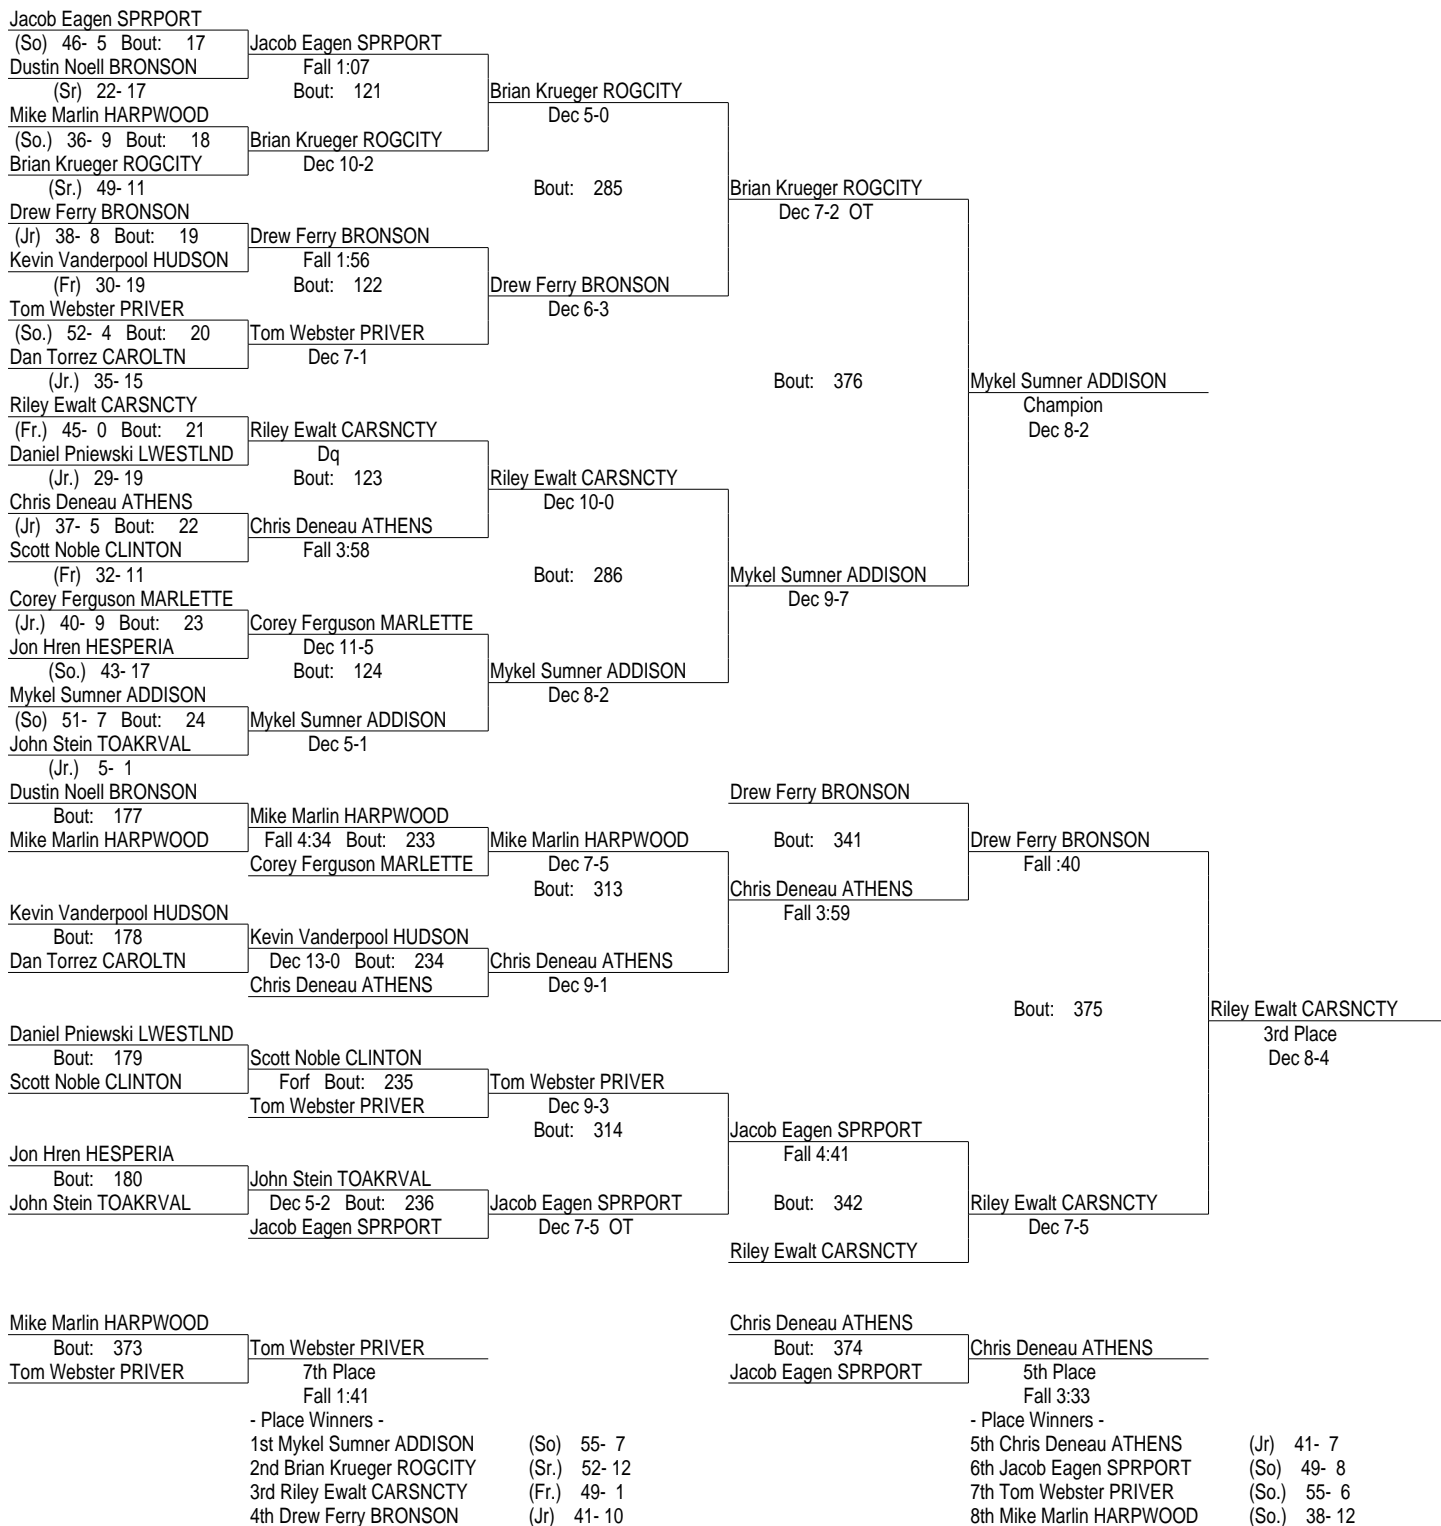 Jacob Eagen SPRPORT
(So) 46- 5 Bout: 17
Jacob Eagen SPRPORT
Dustin Noell BRONSON
Fall 1:07
(Sr) 22- 17
Bout: 121
Brian Krueger ROGCITY
Mike Marlin HARPWOOD
Dec 5-0
(So.) 36- 9 Bout: 18
Brian Krueger ROGCITY
Brian Krueger ROGCITY
Dec 10-2
(Sr.) 49- 11
Bout: 285
Brian Krueger ROGCITY
Drew Ferry BRONSON
Dec 7-2 OT
(Jr) 38- 8 Bout: 19
Drew Ferry BRONSON
Kevin Vanderpool HUDSON
Fall 1:56
(Fr) 30- 19
Bout: 122
Drew Ferry BRONSON
Tom Webster PRIVER
Dec 6-3
(So.) 52- 4 Bout: 20
Tom Webster PRIVER
Dan Torrez CAROLTN
Dec 7-1
(Jr.) 35- 15
Bout: 376
Mykel Sumner ADDISON
Riley Ewalt CARSNCTY
Champion
(Fr.) 45- 0 Bout: 21
Riley Ewalt CARSNCTY
Dec 8-2
Daniel Pniewski LWESTLND
Dq
(Jr.) 29- 19
Bout: 123
Riley Ewalt CARSNCTY
Chris Deneau ATHENS
Dec 10-0
(Jr) 37- 5 Bout: 22
Chris Deneau ATHENS
Scott Noble CLINTON
Fall 3:58
(Fr) 32- 11
Bout: 286
Mykel Sumner ADDISON
Corey Ferguson MARLETTE
Dec 9-7
(Jr.) 40- 9 Bout: 23
Corey Ferguson MARLETTE
Jon Hren HESPERIA
Dec 11-5
(So.) 43- 17
Bout: 124
Mykel Sumner ADDISON
Mykel Sumner ADDISON
Dec 8-2
(So) 51- 7 Bout: 24
Mykel Sumner ADDISON
John Stein TOAKRVAL
Dec 5-1
(Jr.) 5- 1
Dustin Noell BRONSON
Drew Ferry BRONSON
Bout: 177
Mike Marlin HARPWOOD
Mike Marlin HARPWOOD
Fall 4:34 Bout: 233
Mike Marlin HARPWOOD
Bout: 341
Drew Ferry BRONSON
Corey Ferguson MARLETTE
Dec 7-5
Fall :40
Bout: 313
Chris Deneau ATHENS
Kevin Vanderpool HUDSON
Fall 3:59
Bout: 178
Kevin Vanderpool HUDSON
Dan Torrez CAROLTN
Dec 13-0 Bout: 234
Chris Deneau ATHENS
Chris Deneau ATHENS
Dec 9-1
Bout: 375
Riley Ewalt CARSNCTY
Daniel Pniewski LWESTLND
3rd Place
Bout: 179
Scott Noble CLINTON
Dec 8-4
Scott Noble CLINTON
Forf Bout: 235
Tom Webster PRIVER
Tom Webster PRIVER
Dec 9-3
Bout: 314
Jacob Eagen SPRPORT
Jon Hren HESPERIA
Fall 4:41
Bout: 180
John Stein TOAKRVAL
John Stein TOAKRVAL
Dec 5-2 Bout: 236
Jacob Eagen SPRPORT
Bout: 342
Riley Ewalt CARSNCTY
Jacob Eagen SPRPORT
Dec 7-5 OT
Dec 7-5
Riley Ewalt CARSNCTY
Mike Marlin HARPWOOD
Chris Deneau ATHENS
Bout: 373
Tom Webster PRIVER
Bout: 374
Chris Deneau ATHENS
Tom Webster PRIVER
7th Place
Jacob Eagen SPRPORT
5th Place
Fall 1:41
Fall 3:33
- Place Winners -
- Place Winners -
1st Mykel Sumner ADDISON (So) 55- 7
5th Chris Deneau ATHENS (Jr) 41- 7
2nd Brian Krueger ROGCITY (Sr.) 52- 12
6th Jacob Eagen SPRPORT (So) 49- 8
3rd Riley Ewalt CARSNCTY (Fr.) 49- 1
7th Tom Webster PRIVER (So.) 55- 6
4th Drew Ferry BRONSON (Jr) 41- 10
8th Mike Marlin HARPWOOD (So.) 38- 12